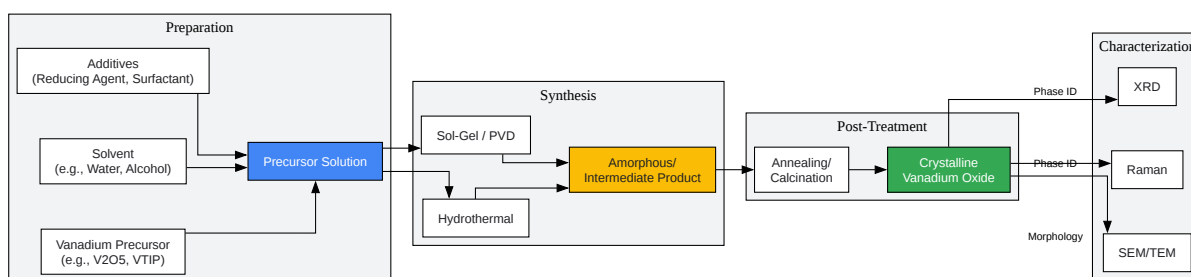 Preparation
Additives
(Reducing Agent, Surfactant)
Solvent
(e.g., Water, Alcohol)
Vanadium Precursor
(e.g., V2O5, VTIP)
Precursor Solution
Synthesis
Sol-Gel / PVD
Hydrothermal
Amorphous/
Intermediate Product
Post-Treatment
Annealing/
Calcination
Crystalline
Vanadium Oxide
Phase ID
Phase ID
Morphology
Characterization
XRD
Raman
SEM/TEM